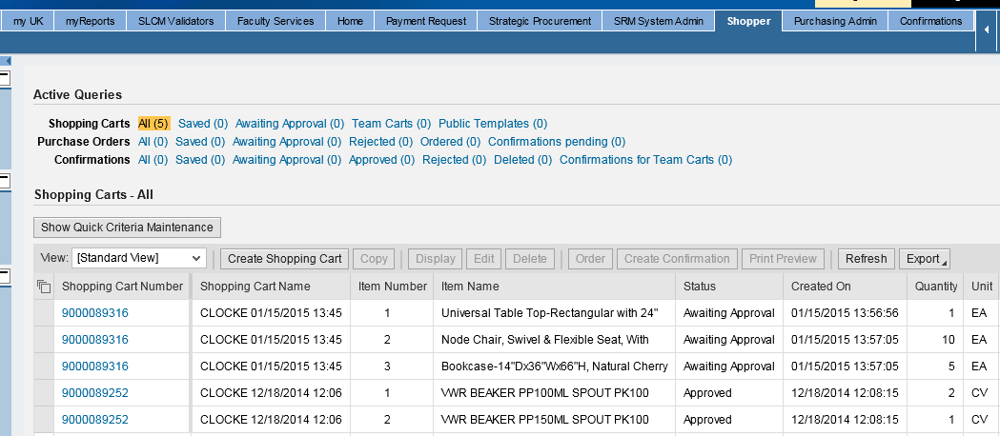 my UK myReports SLCM Validators Faculty Services Home Payment Request Strategic Procurement SRM System Admin Shopper Purchasing Admin Confirmations
Active Queries
Shopping Carts All (5) Saved (0) Awaiting Approval (0) Team Carts (0) Public Templates (0)
Purchase Orders All (0) Saved (0) Awaiting Approval (0) Rejected (0) Ordered (0) Confirmations pending (0)
Confirmations All (0) Saved (0) Awaiting Approval (0) Approved (0) Rejected (0) Deleted (0) Confirmations for Team Carts (0)
Shopping Carts - All
Show Quick Criteria Maintenance
View: [Standard View] Create Shopping Cart Copy Display Edit Delete Order Create Confirmation Print Preview Refresh Export
Shopping Cart Number Shopping Cart Name Item Number Item Name Status Created On Quantity Unit
9000089316 CLOCKE 01/15/2015 13:45 1 Universal Table Top-Rectangular with 24" Awaiting Approval 01/15/2015 13:56:56 1 EA
9000089316 CLOCKE 01/15/2015 13:45 2 Node Chair, Swivel & Flexible Seat, With Awaiting Approval 01/15/2015 13:57:05 10 EA
9000089316 CLOCKE 01/15/2015 13:45 3 Bookcase-14"Dx36"Wx66"H, Natural Cherry Awaiting Approval 01/15/2015 13:57:05 5 EA
9000089252 CLOCKE 12/18/2014 12:06 1 VWR BEAKER PP100ML SPOUT PK100 Approved 12/18/2014 12:08:15 2 CV
9000089252 CLOCKE 12/18/2014 12:06 2 VWR BEAKER PP150ML SPOUT PK100 Approved 12/18/2014 12:08:15 1 CV